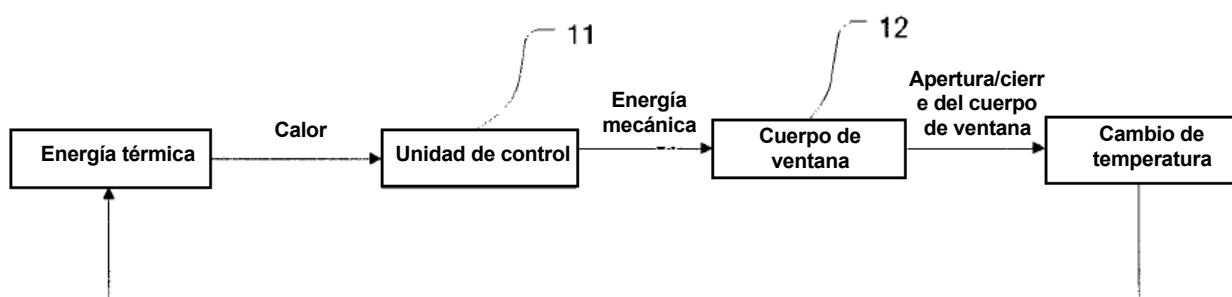 11
12
Energía térmica
Calor
Unidad de control
Energía
mecánica
Cuerpo de
ventana
Apertura/cierr
e del cuerpo
de ventana
Cambio de
temperatura